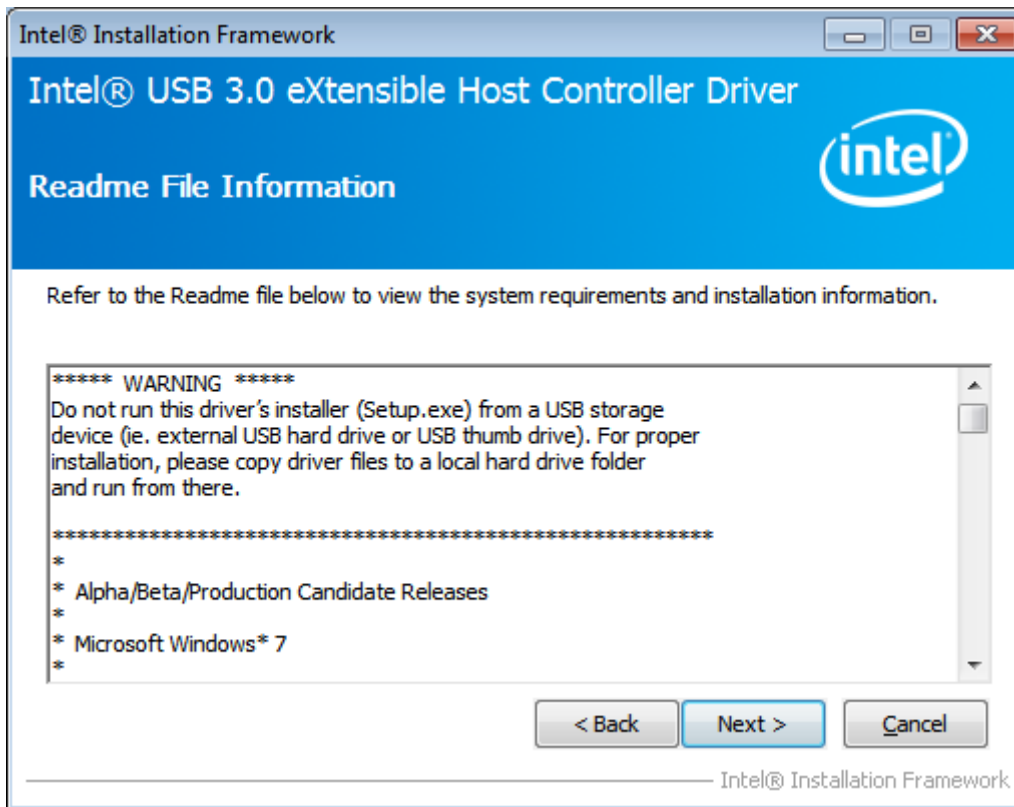 Intel® Installation Framework
Intel® USB 3.0 eXtensible Host Controller Driver
intel
Readme File Information
Refer to the Readme file below to view the system requirements and installation information.
***** WARNING *****
Do not run this driver's installer (Setup.exe) from a USB storage
device (ie. external USB hard drive or USB thumb drive). For proper
installation, please copy driver files to a local hard drive folder
and run from there.
*******************************************************
*
* Alpha/Beta/Production Candidate Releases
*
* Microsoft Windows* 7
*
< Back Next > Cancel
Intel® Installation Framework